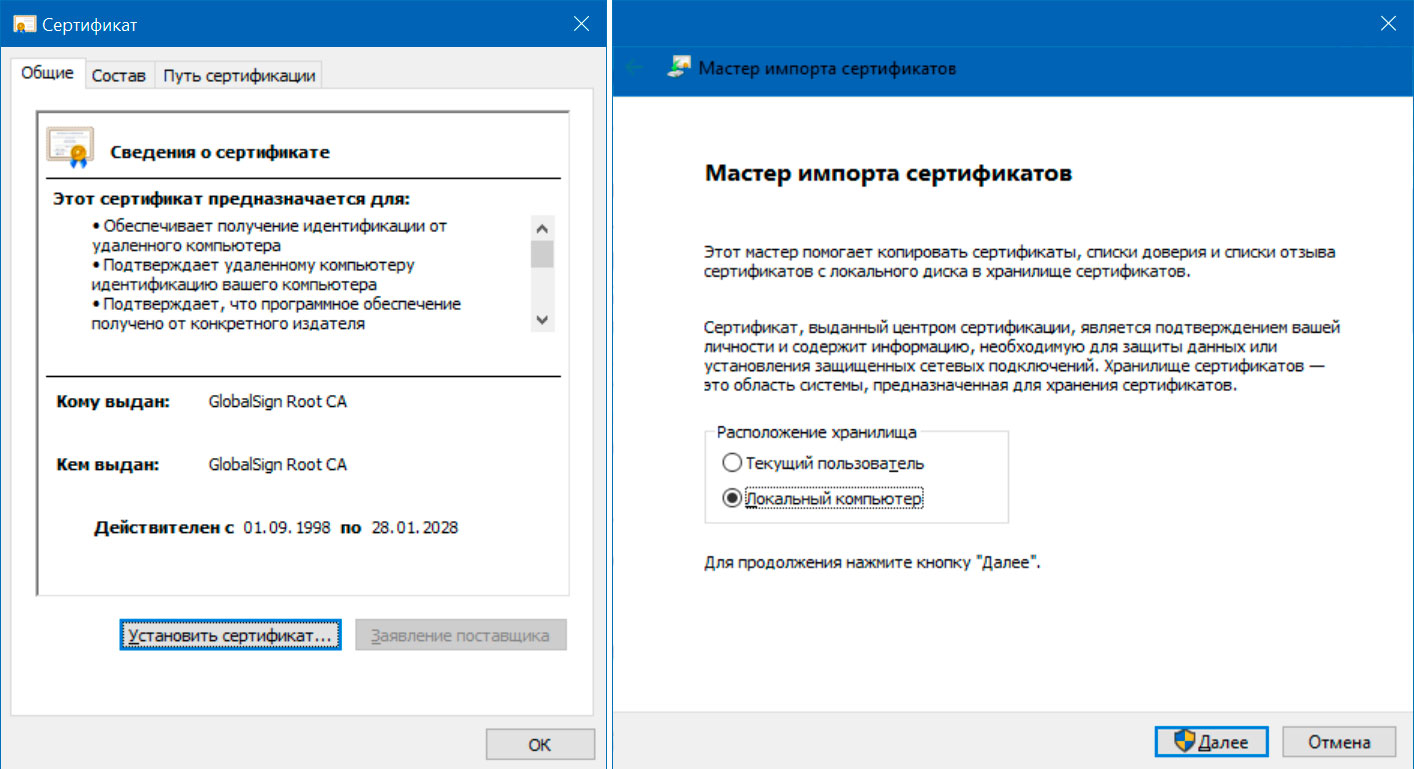 Сертификат
Общие
Состав
Путь сертификации
Сведения о сертификате
Этот сертификат предназначается для:
• Обеспечивает получение идентификации от
удаленного компьютера
• Подтверждает удаленному компьютеру
идентификацию вашего компьютера
• Подтверждает, что программное обеспечение
получено от конкретного издателя
Кому выдан: GlobalSign Root CA
Кем выдан: GlobalSign Root CA
Действителен с 01.09.1998 по 28.01.2028
Установить сертификат...
Заявление поставщика
ОК
Мастер импорта сертификатов
Мастер импорта сертификатов
Этот мастер помогает копировать сертификаты, списки доверия и списки отзыва
сертификатов с локального диска в хранилище сертификатов.
Сертификат, выданный центром сертификации, является подтверждением вашей
личности и содержит информацию, необходимую для защиты данных или
установления защищенных сетевых подключений. Хранилище сертификатов —
это область системы, предназначенная для хранения сертификатов.
Расположение хранилища
Текущий пользователь
Локальный компьютер
Для продолжения нажмите кнопку "Далее".
Далее
Отмена